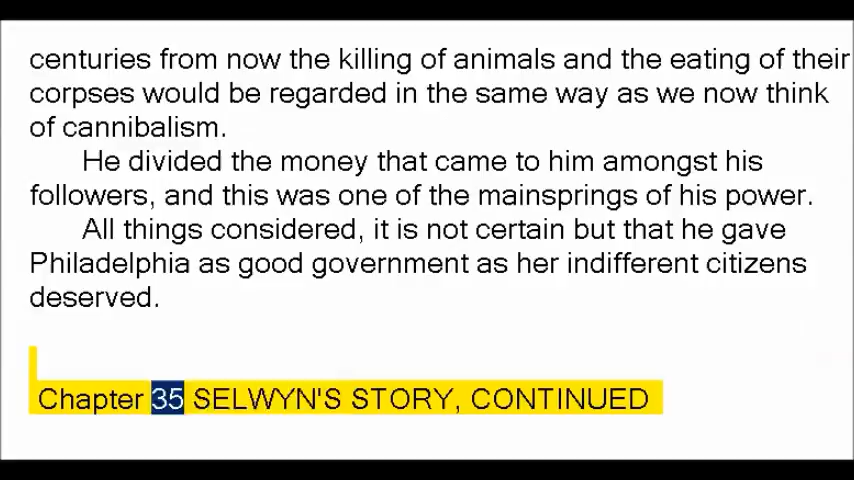 centuries from now the killing of animals and the eating of their
corpses would be regarded in the same way as we now think
of cannibalism.
He divided the money that came to him amongst his
followers, and this was one of the mainsprings of his power.
All things considered, it is not certain but that he gave
Philadelphia as good government as her indifferent citizens
deserved.
Chapter 35 SELWYN'S STORY, CONTINUED